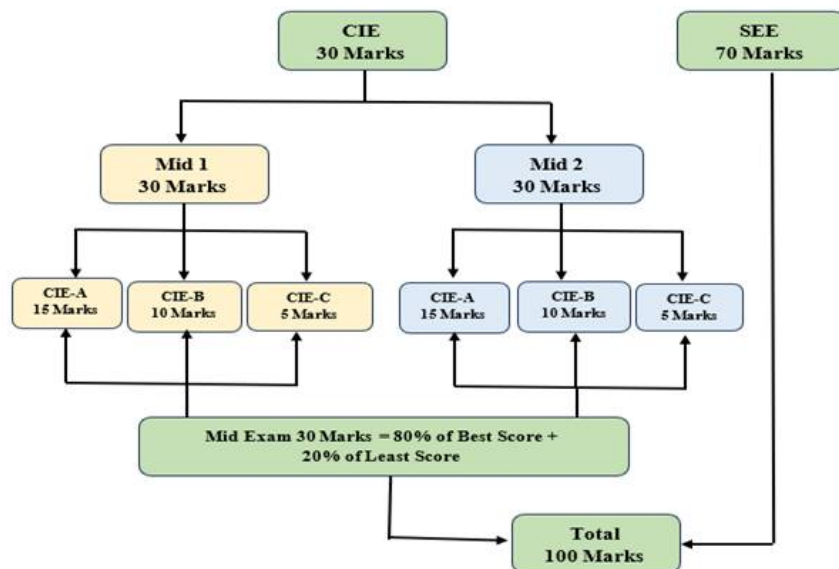 CIE
30 Marks
SEE
70 Marks
Mid 1
30 Marks
Mid 2
30 Marks
CIE-A
15 Marks
CIE-B
10 Marks
CIE-C
5 Marks
CIE-A
15 Marks
CIE-B
10 Marks
CIE-C
5 Marks
Mid Exam 30 Marks = 80% of Best Score +
20% of Least Score
Total
100 Marks